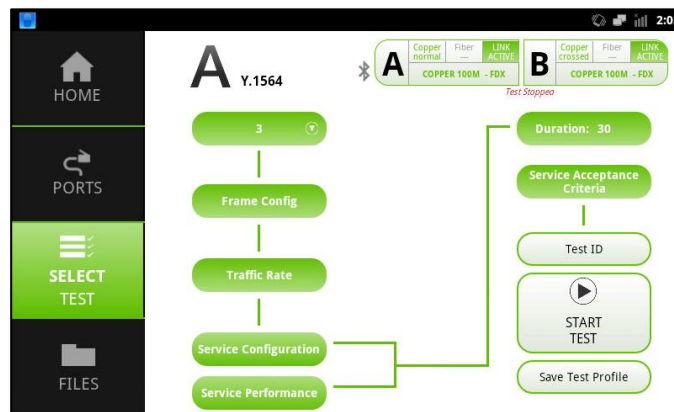 2:0
HOME
PORTS
SELECT
TEST
FILES
A Y.1564
A
Copper normal
Fiber ---
LINK ACTIVE
COPPER 100M - FDX
B
Copper crossed
Fiber ---
LINK ACTIVE
COPPER 100M - FDX
Test Stopped
3
Frame Config
Traffic Rate
Service Configuration
Service Performance
Duration: 30
Service Acceptance
Criteria
Test ID
START
TEST
Save Test Profile